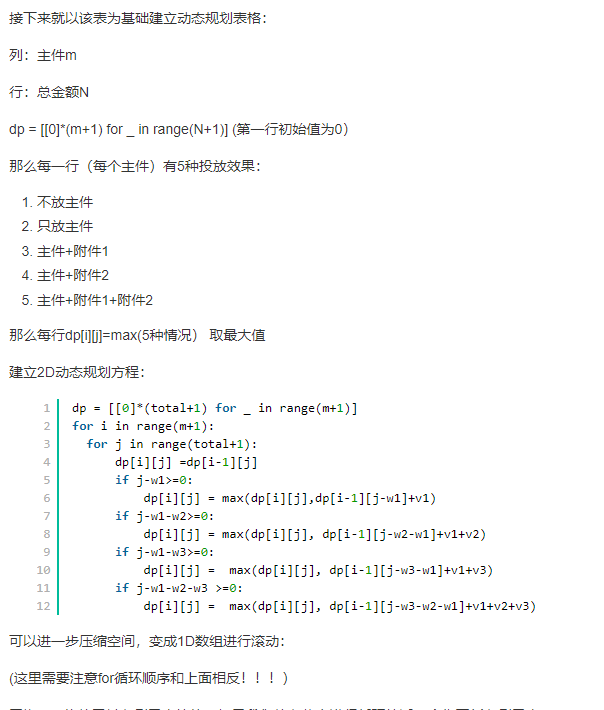 接下来就以该表为基础建立动态规划表格：
列：主件m
行：总金额N
dp = [[0]*(m+1) for _ in range(N+1)] (第一行初始值为0）
那么每一行（每个主件）有5种投放效果：
1. 不放主件
2. 只放主件
3. 主件+附件1
4. 主件+附件2
5. 主件+附件1+附件2
那么每行dp[i][j]=max(5种情况） 取最大值
建立2D动态规划方程：
1 dp = [[0]*(total+1) for _ in range(m+1)]
2 for i in range(m+1):
3   for j in range(total+1):
4       dp[i][j] =dp[i-1][j]
5       if j-w1>=0:
6           dp[i][j] = max(dp[i][j],dp[i-1][j-w1]+v1)
7       if j-w1-w2>=0:
8           dp[i][j] = max(dp[i][j], dp[i-1][j-w2-w1]+v1+v2)
9       if j-w1-w3>=0:
10           dp[i][j] =  max(dp[i][j], dp[i-1][j-w3-w1]+v1+v3)
11       if j-w1-w2-w3 >=0:
12           dp[i][j] =  max(dp[i][j], dp[i-1][j-w3-w2-w1]+v1+v2+v3)
可以进一步压缩空间，变成1D数组进行滚动：
(这里需要注意for循环顺序和上面相反！！！）